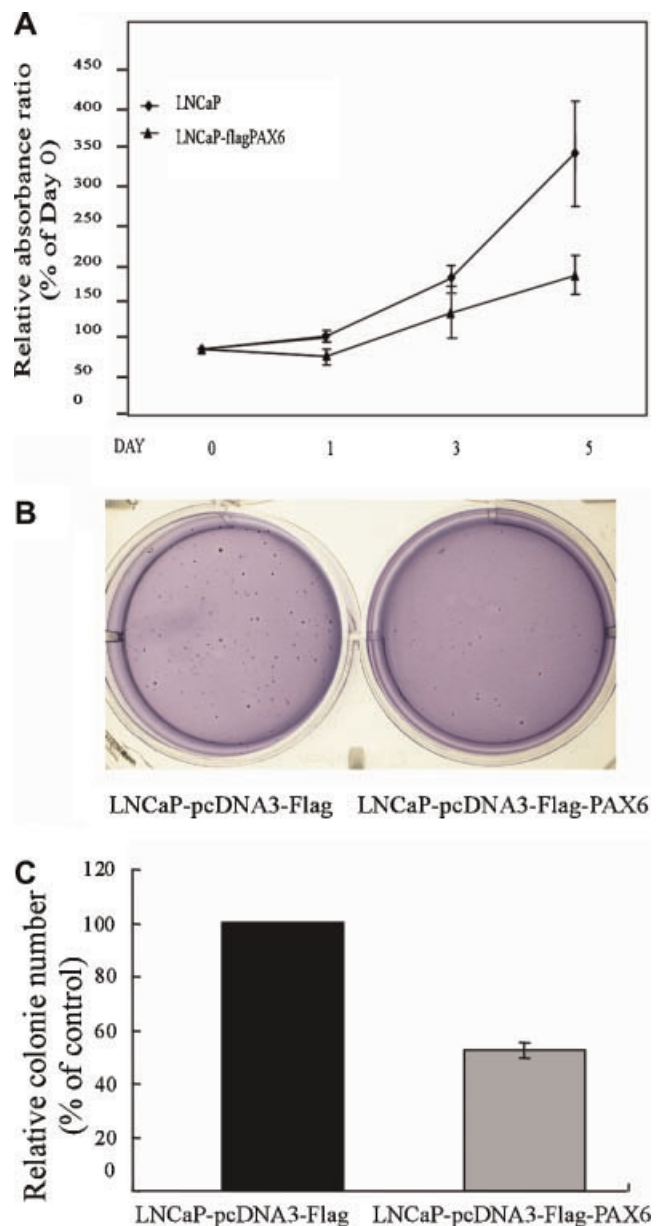 A
Relative absorbance ratio
(% of Day 0)
450
400
350
300
250
200
150
100
50
0
LNCaP
LNCaP-flagPAX6
DAY 0 1 3 5
B
LNCaP-pcDNA3-Flag LNCaP-pcDNA3-Flag-PAX6
C
Relative colonie number
(% of control)
120
100
80
60
40
20
0
LNCaP-pcDNA3-Flag LNCaP-pcDNA3-Flag-PAX6